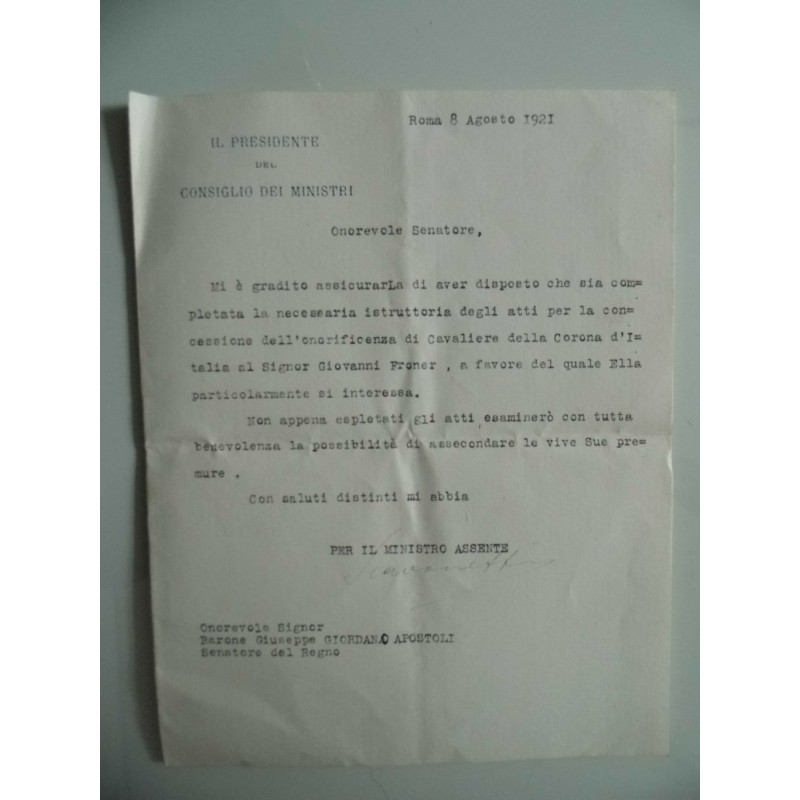 Roma 8 Agosto 1921
IL PRESIDENTE
DEL
CONSIGLIO DEI MINISTRI
Onorevole Senatore,
Mi è gradito assicurarLa di aver disposto che sia com=
pletata la necessaria istruttoria degli atti per la con=
cessione dell'onorificenza di Cavaliere della Corona d'I=
talia al Signor Giovanni Froner , a favore del quale Ella
particolarmente si interessa.
Non appena espletati gli atti esaminerò con tutta
benevolenza la possibilità di assecondare le vive Sue pre=
mure .
Con saluti distinti mi abbia
PER IL MINISTRO ASSENTE
Onorevole Signor
Barone Giuseppe GIORDANO APOSTOLI
Senatore del Regno